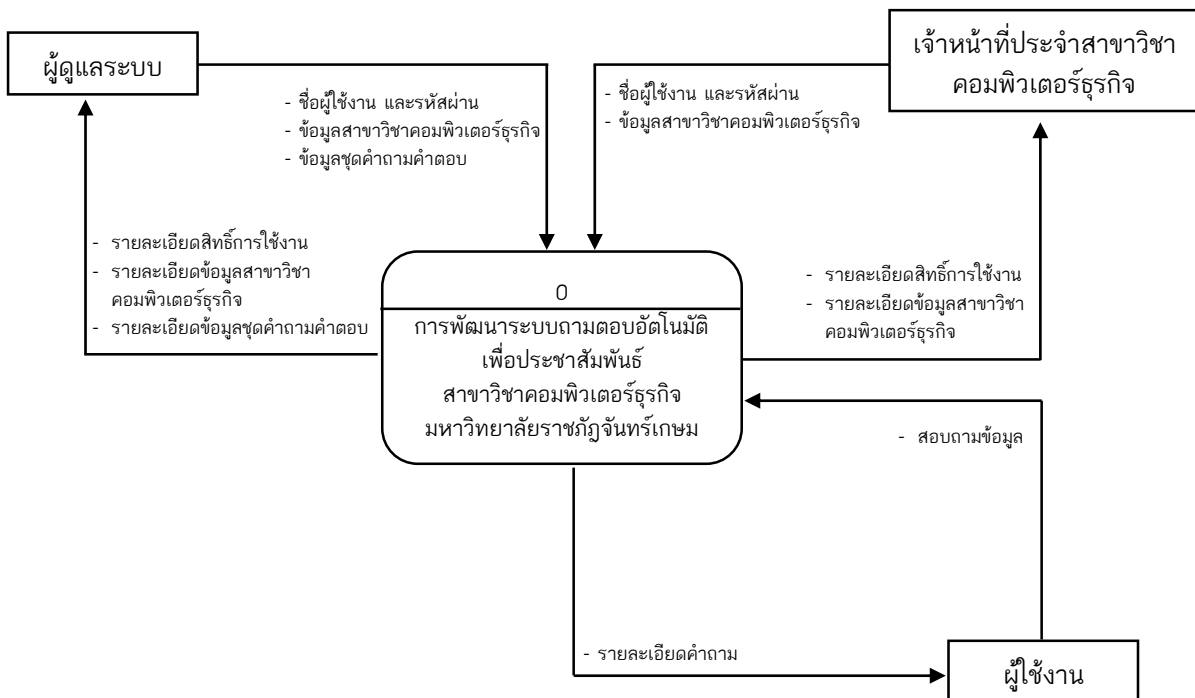 ผู้ดูแลระบบ
เจ้าหน้าที่ประจำสาขาวิชา
คอมพิวเตอร์ธุรกิจ
- ชื่อผู้ใช้งาน และรหัสผ่าน
- ข้อมูลสาขาวิชาคอมพิวเตอร์ธุรกิจ
- ข้อมูลชุดคำถามคำตอบ
- ชื่อผู้ใช้งาน และรหัสผ่าน
- ข้อมูลสาขาวิชาคอมพิวเตอร์ธุรกิจ
- รายละเอียดสิทธิ์การใช้งาน
- รายละเอียดข้อมูลสาขาวิชา
คอมพิวเตอร์ธุรกิจ
- รายละเอียดข้อมูลชุดคำถามคำตอบ
0
การพัฒนาระบบถามตอบอัตโนมัติ
เพื่อประชาสัมพันธ์
สาขาวิชาคอมพิวเตอร์ธุรกิจ
มหาวิทยาลัยราชภัฏจันทร์เกษม
- รายละเอียดสิทธิ์การใช้งาน
- รายละเอียดข้อมูลสาขาวิชา
คอมพิวเตอร์ธุรกิจ
- สอบถามข้อมูล
- รายละเอียดคำถาม
ผู้ใช้งาน